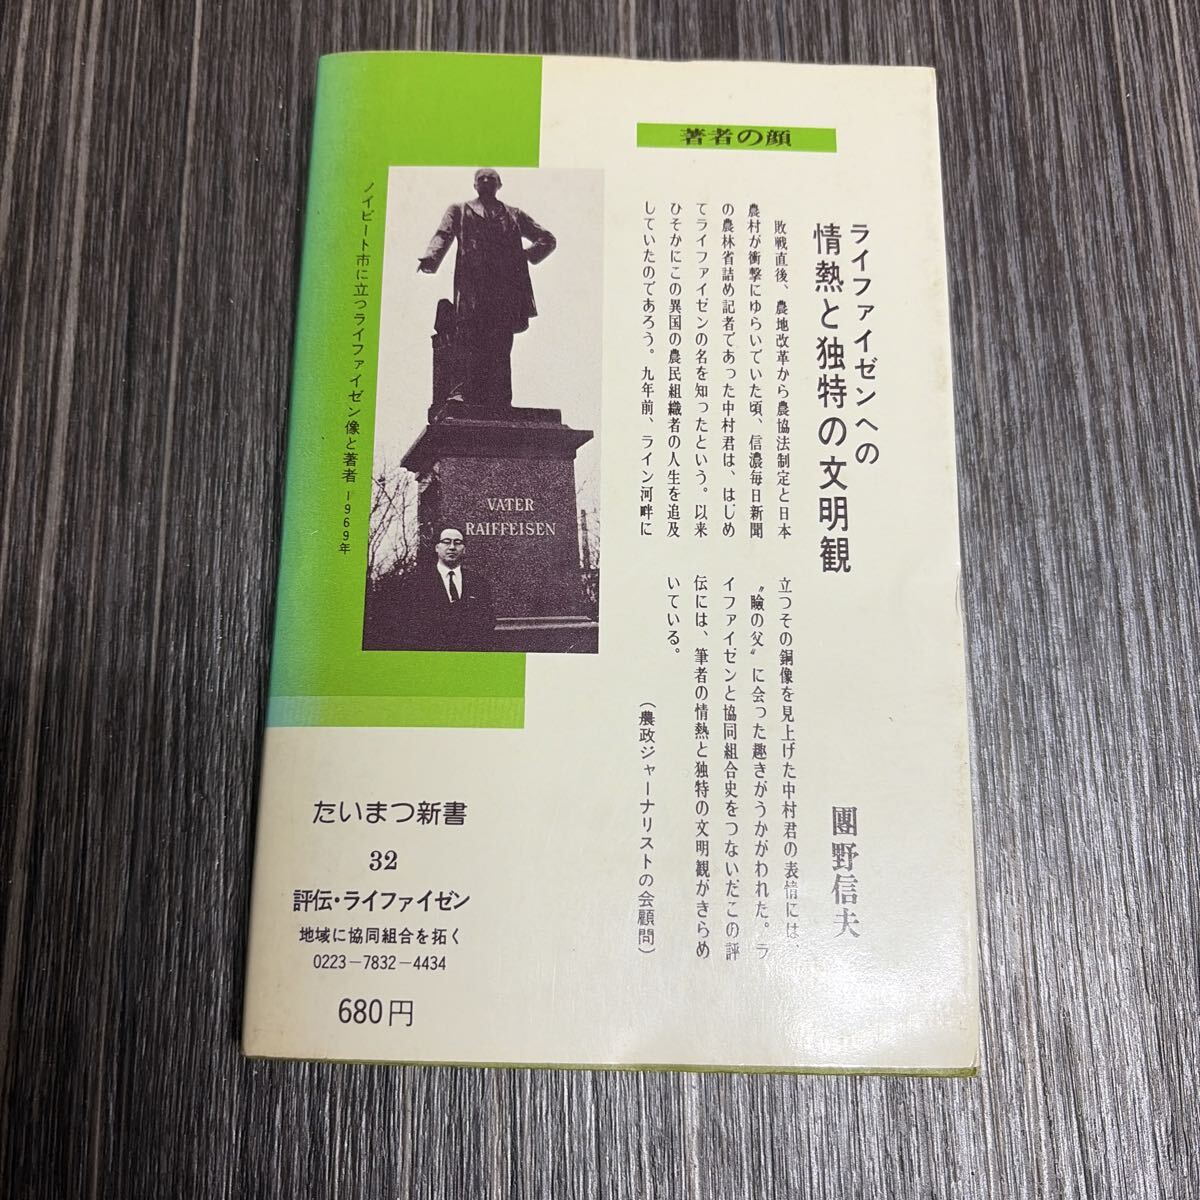 著者の顔
ライファイゼンへの
情熱と独特の文明観
團野信夫
敗戦直後、農地改革から農協法制定と日本
農村が衝撃にゆらいでいた頃、信濃毎日新聞
の農林省詰め記者であった中村君は、はじめ
てライファイゼンの名を知つたという。以来
ひそかにこの異国の農民組織者の人生を追及
していたのであろう。九年前、ライン河畔に
立つその銅像を見上げた中村君の表情には、
〝瞼の父〟に会った趣きがうかがわれた。ラ
イファイゼンと協同組合史をつないだこの評
伝には、筆者の情熱と独特の文明観がきらめ
いている。
(農政ジャーナリストの会顧問)
ノイビート市に立つライファイゼン像と著者 1969年
VATER
RAIFFEISEN
たいまつ新書
32
評伝・ライファイゼン
地域に協同組合を拓く
0223-7832-4434
680円